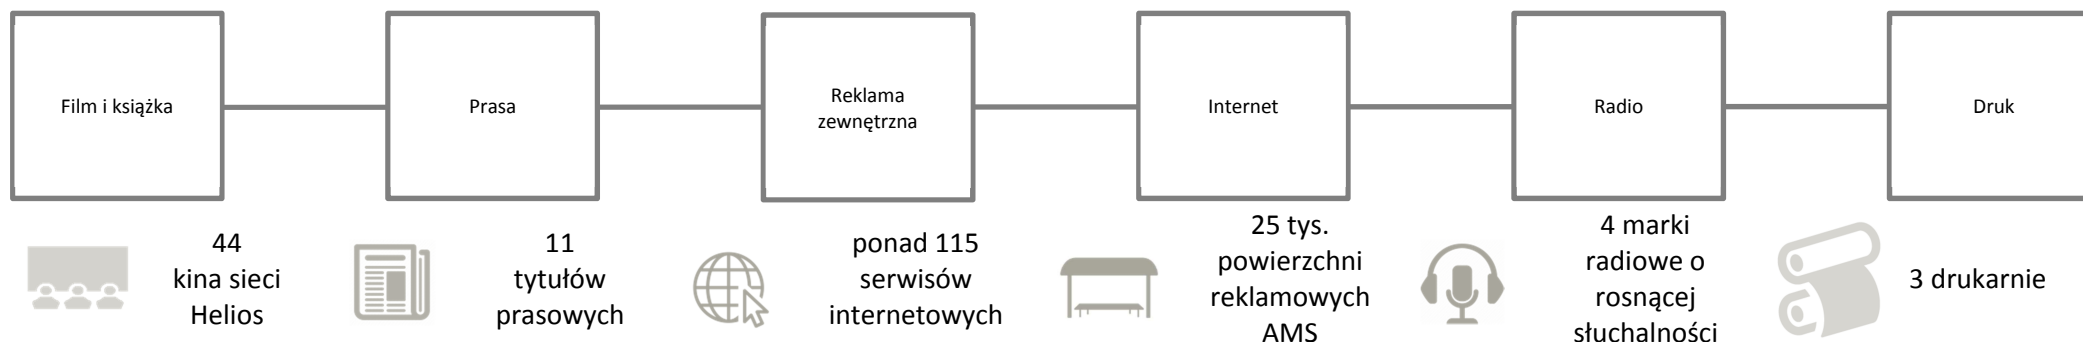 Film i książka
Prasa
Reklama
zewnętrzna
Internet
Radio
Druk
44
kina sieci
Helios
11
tytułów
prasowych
ponad 115
serwisów
internetowych
25 tys.
powierzchni
reklamowych
AMS
4 marki
radiowe o
rosnącej
słuchalności
3 drukarnie